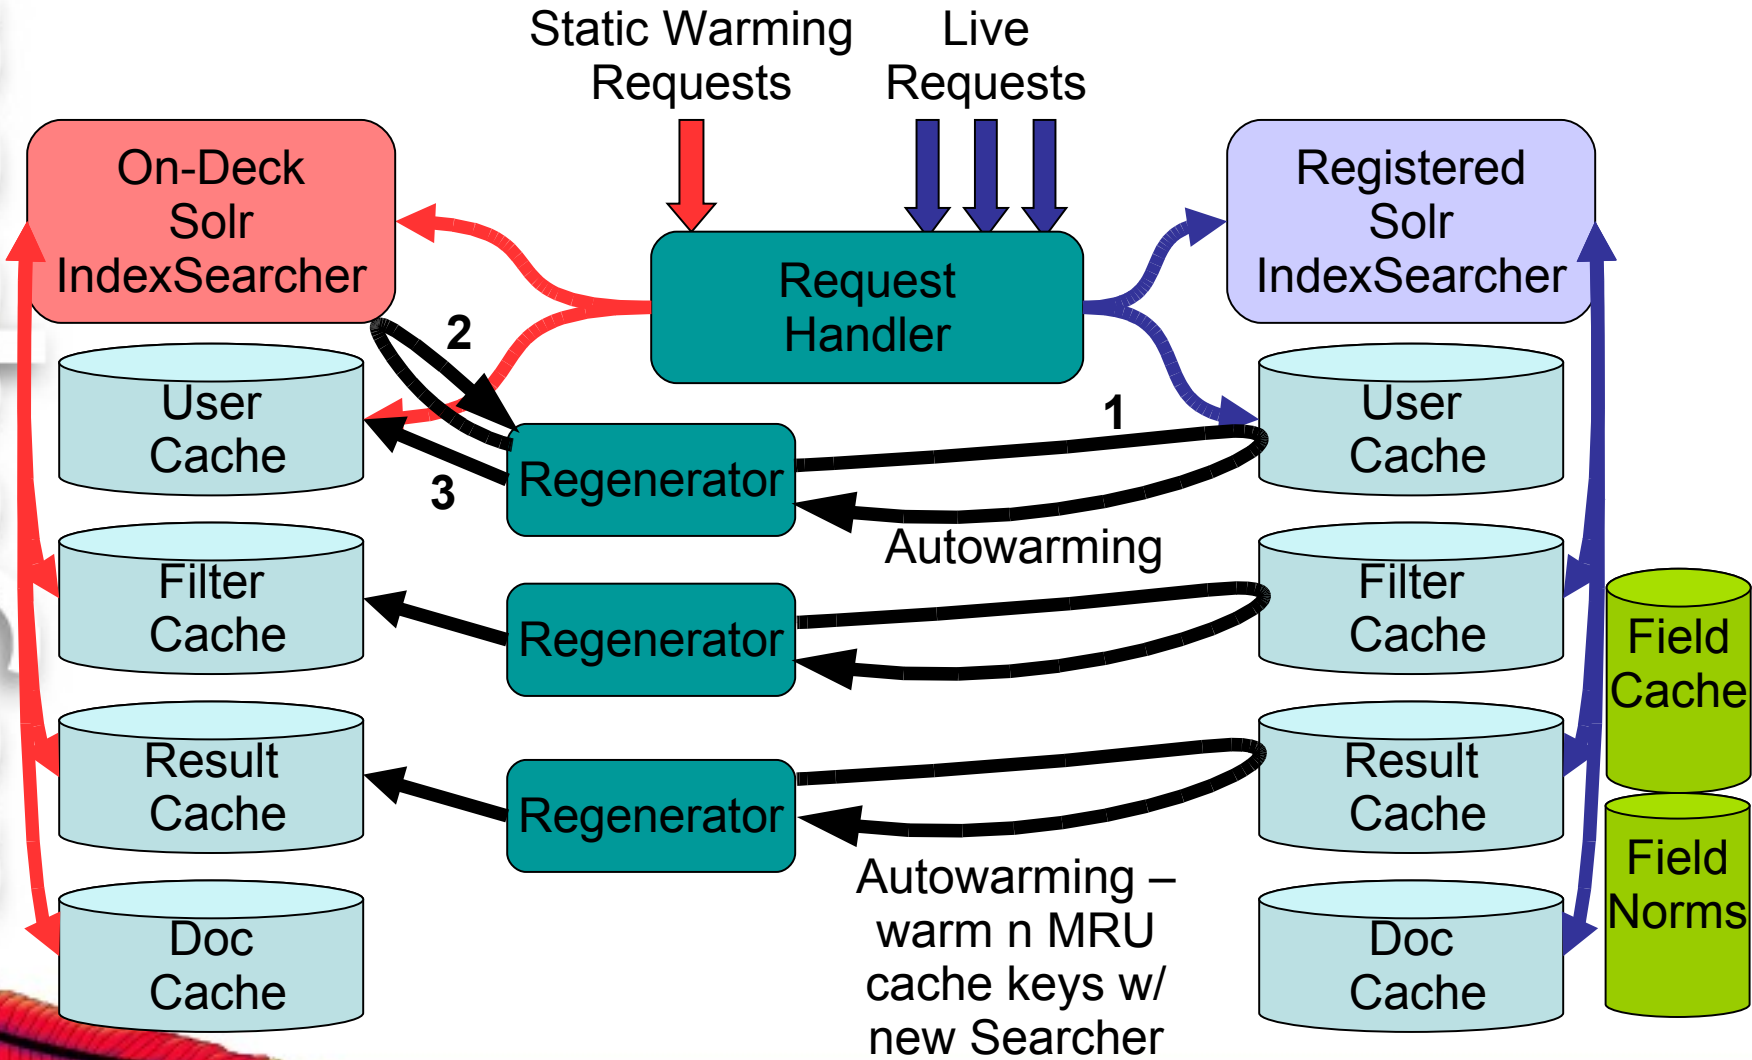 Static Warming
Requests
Live
Requests
On-Deck
Solr
IndexSearcher
Request
Handler
Registered
Solr
IndexSearcher
2
1
3
User
Cache
Regenerator
User
Cache
Autowarming
Filter
Cache
Regenerator
Filter
Cache
Field
Cache
Result
Cache
Regenerator
Result
Cache
Field
Norms
Autowarming –
warm n MRU
cache keys w/
new Searcher
Doc
Cache
Doc
Cache